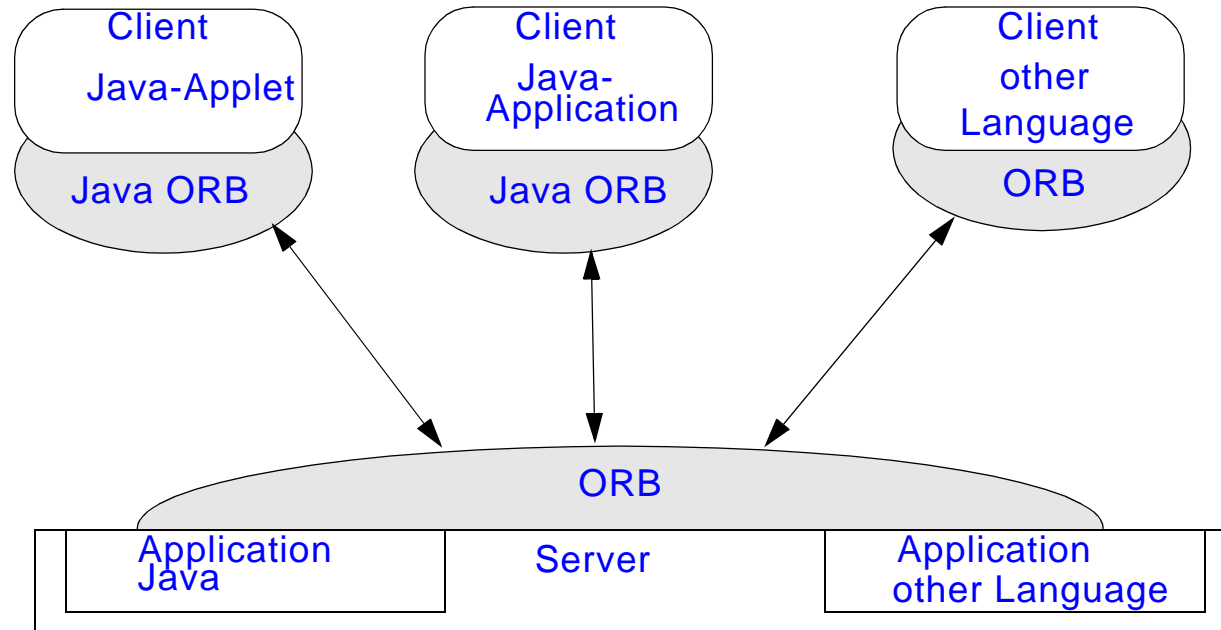 Client
Java-Applet
Java ORB
Client
Java-
Application
Java ORB
Client
other
Language
ORB
ORB
Application
Java
Server
Application
other Language